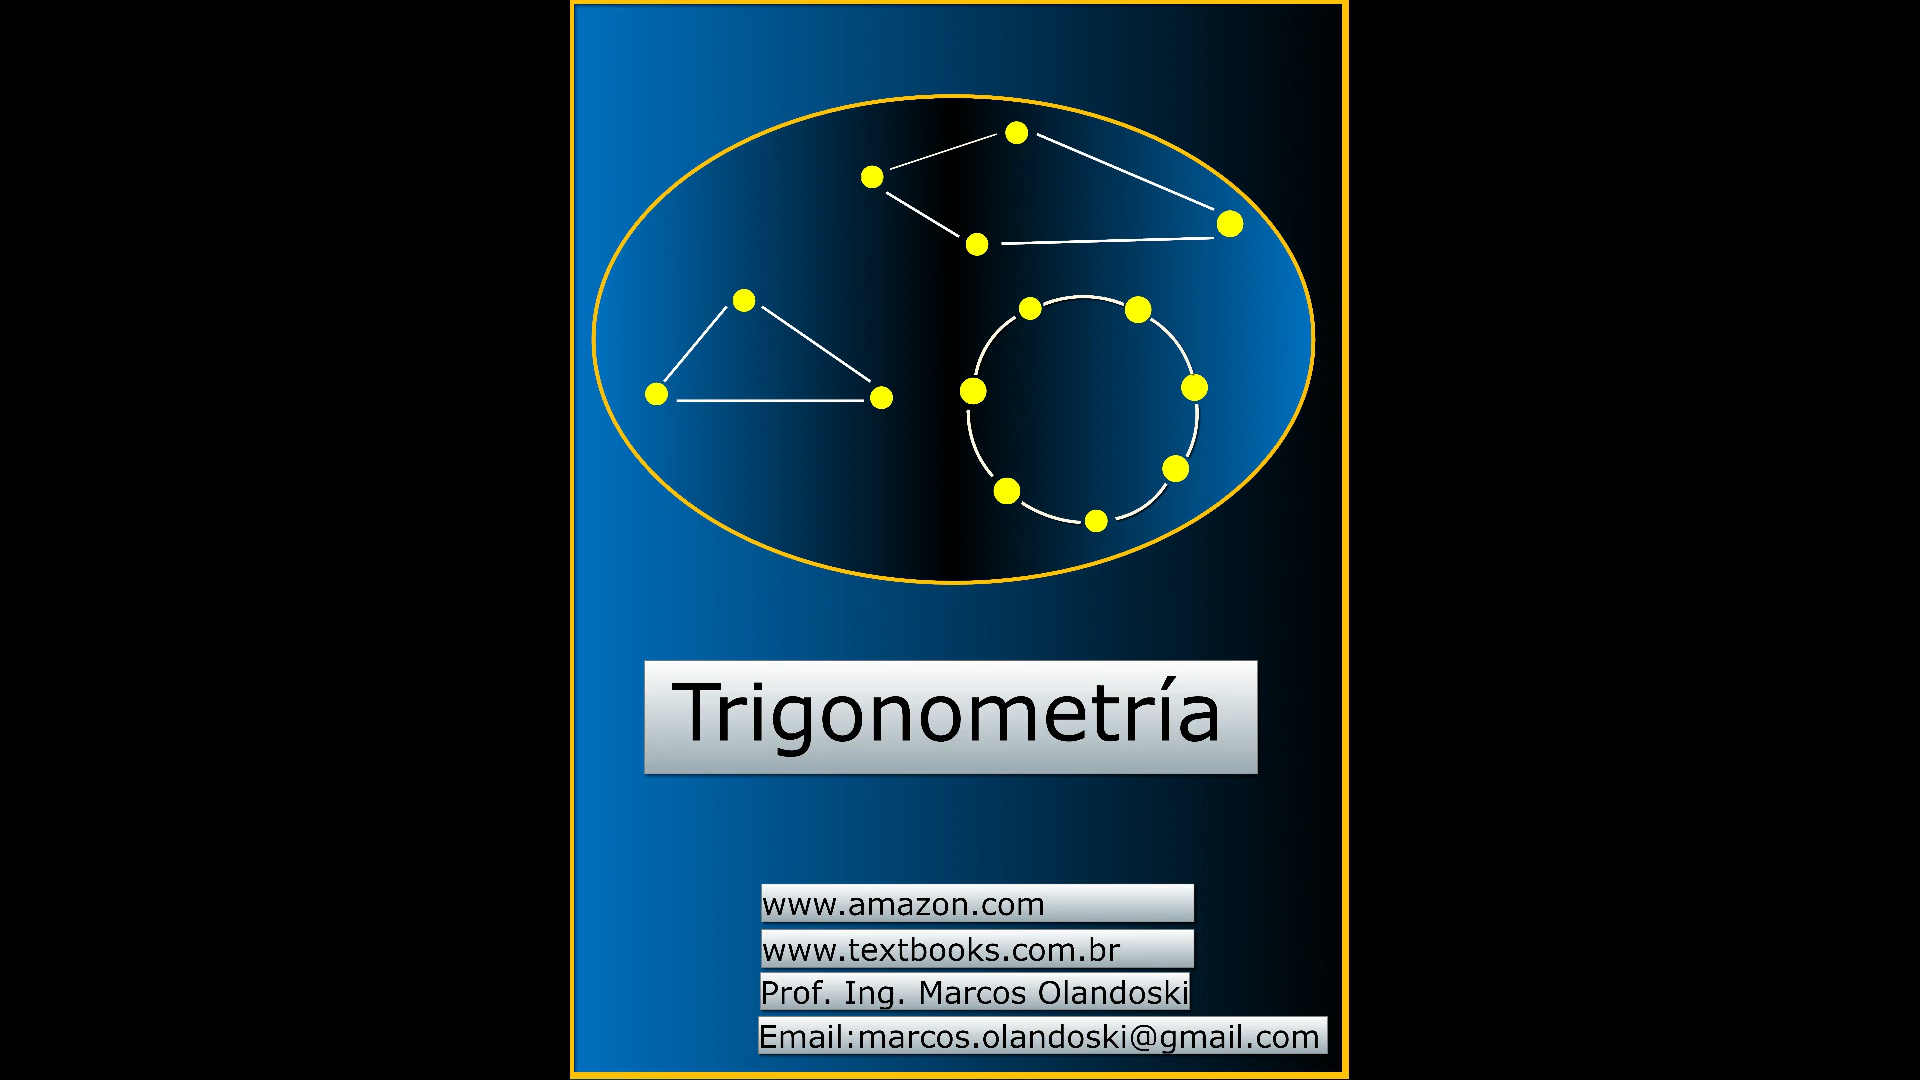 Trigonometría
www.amazon.com
www.textbooks.com.br
Prof. Ing. Marcos Olandoski
Email:marcos.olandoski@gmail.com